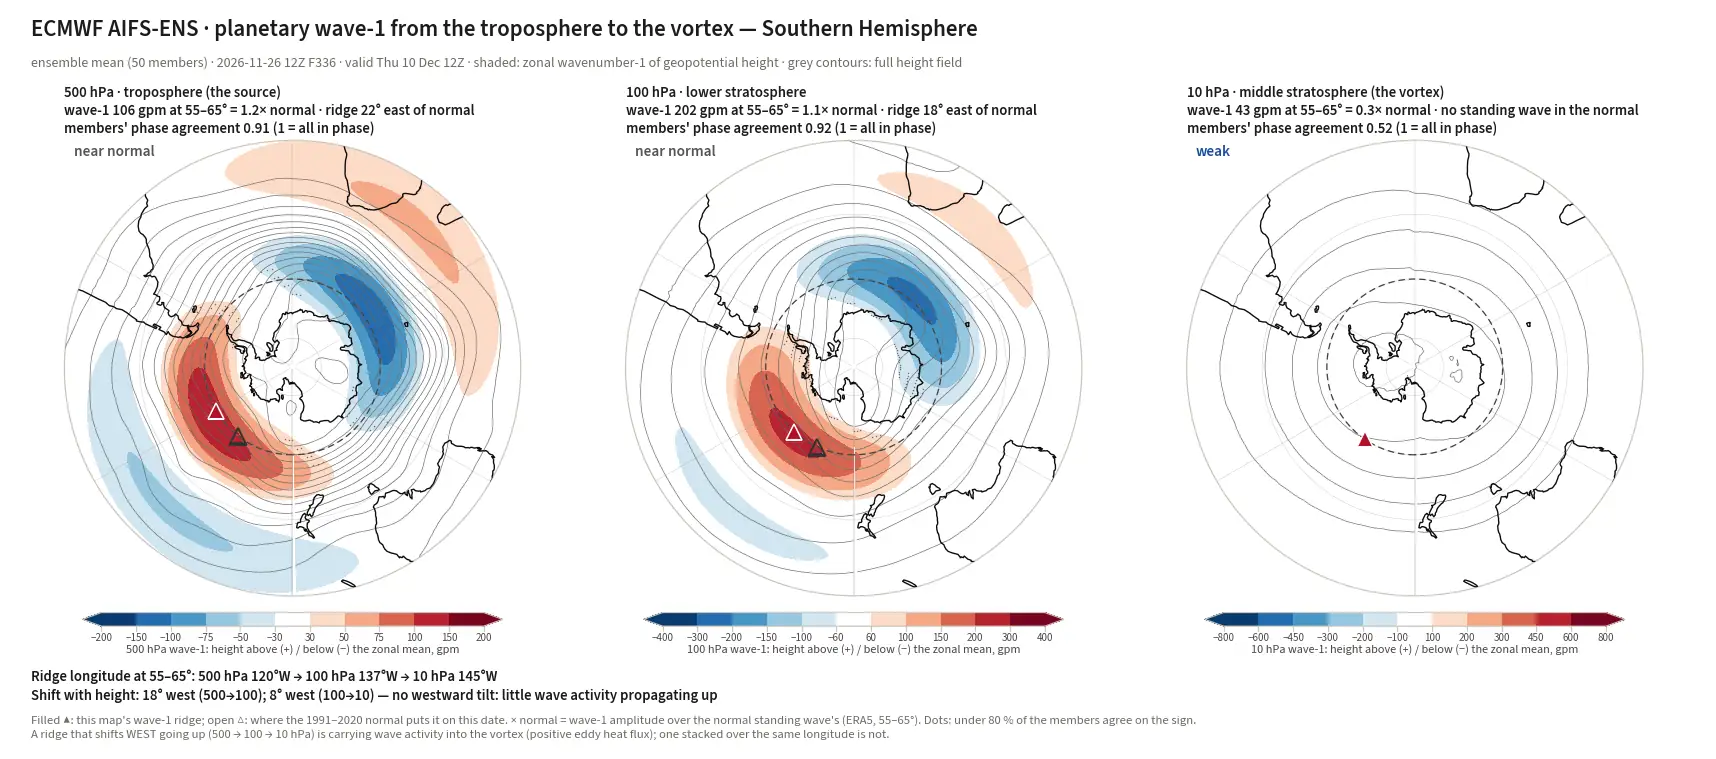 ECMWF AIFS-ENS · planetary wave-1 from the troposphere to the vortex — Southern Hemisphere
ensemble mean (50 members) · 2026-11-26 12Z F336 · valid Thu 10 Dec 12Z · shaded: zonal wavenumber-1 of geopotential height · grey contours: full height field
500 hPa · troposphere (the source)
wave-1 106 gpm at 55–65° = 1.2× normal · ridge 22° east of normal
members' phase agreement 0.91 (1 = all in phase)
near normal
100 hPa · lower stratosphere
wave-1 202 gpm at 55–65° = 1.1× normal · ridge 18° east of normal
members' phase agreement 0.92 (1 = all in phase)
near normal
10 hPa · middle stratosphere (the vortex)
wave-1 43 gpm at 55–65° = 0.3× normal · no standing wave in the normal
members' phase agreement 0.52 (1 = all in phase)
weak
−200 −150 −100 −75 −50 −30 30 50 75 100 150 200
500 hPa wave-1: height above (+) / below (−) the zonal mean, gpm
−400 −300 −200 −150 −100 −60 60 100 150 200 300 400
100 hPa wave-1: height above (+) / below (−) the zonal mean, gpm
−800 −600 −450 −300 −200 −100 100 200 300 450 600 800
10 hPa wave-1: height above (+) / below (−) the zonal mean, gpm
Ridge longitude at 55–65°: 500 hPa 120°W → 100 hPa 137°W → 10 hPa 145°W
Shift with height: 18° west (500→100); 8° west (100→10) — no westward tilt: little wave activity propagating up
Filled ▲: this map's wave-1 ridge; open △: where the 1991–2020 normal puts it on this date. × normal = wave-1 amplitude over the normal standing wave's (ERA5, 55–65°). Dots: under 80 % of the members agree on the sign.
A ridge that shifts WEST going up (500 → 100 → 10 hPa) is carrying wave activity into the vortex (positive eddy heat flux); one stacked over the same longitude is not.